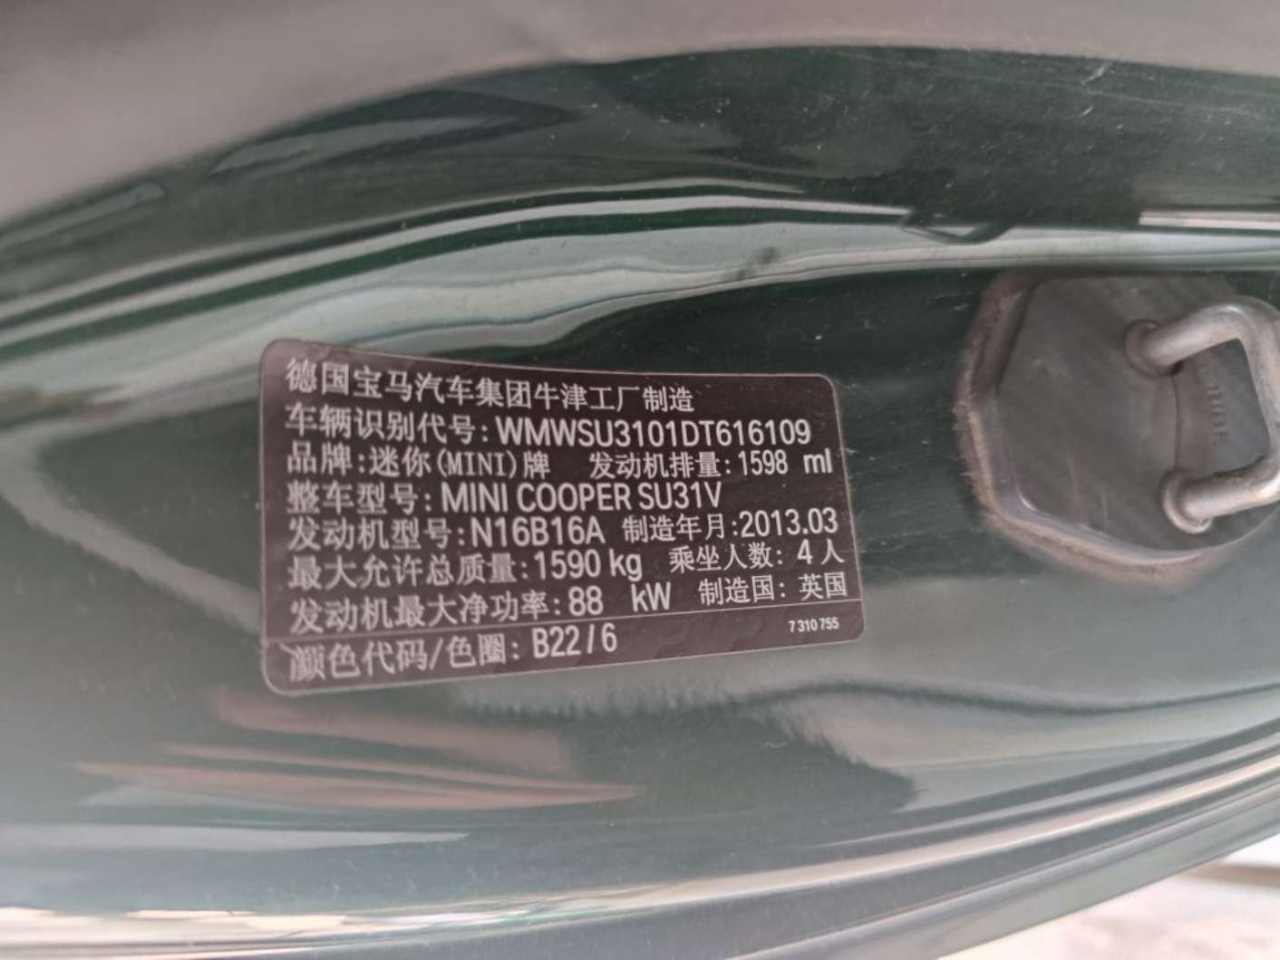 德国宝马汽车集团牛津工厂制造
车辆识别代号: WMWSU3101DT616109
品牌:迷你(MINI)牌 发动机排量:1598 ml
整车型号: MINI COOPER SU31V
发动机型号:N16B16A 制造年月:2013.03
最大允许总质量:1590 kg 乘坐人数: 4 人
发动机最大净功率:88 kW 制造国: 英国
颜色代码/色圈: B22/6 7 310 755